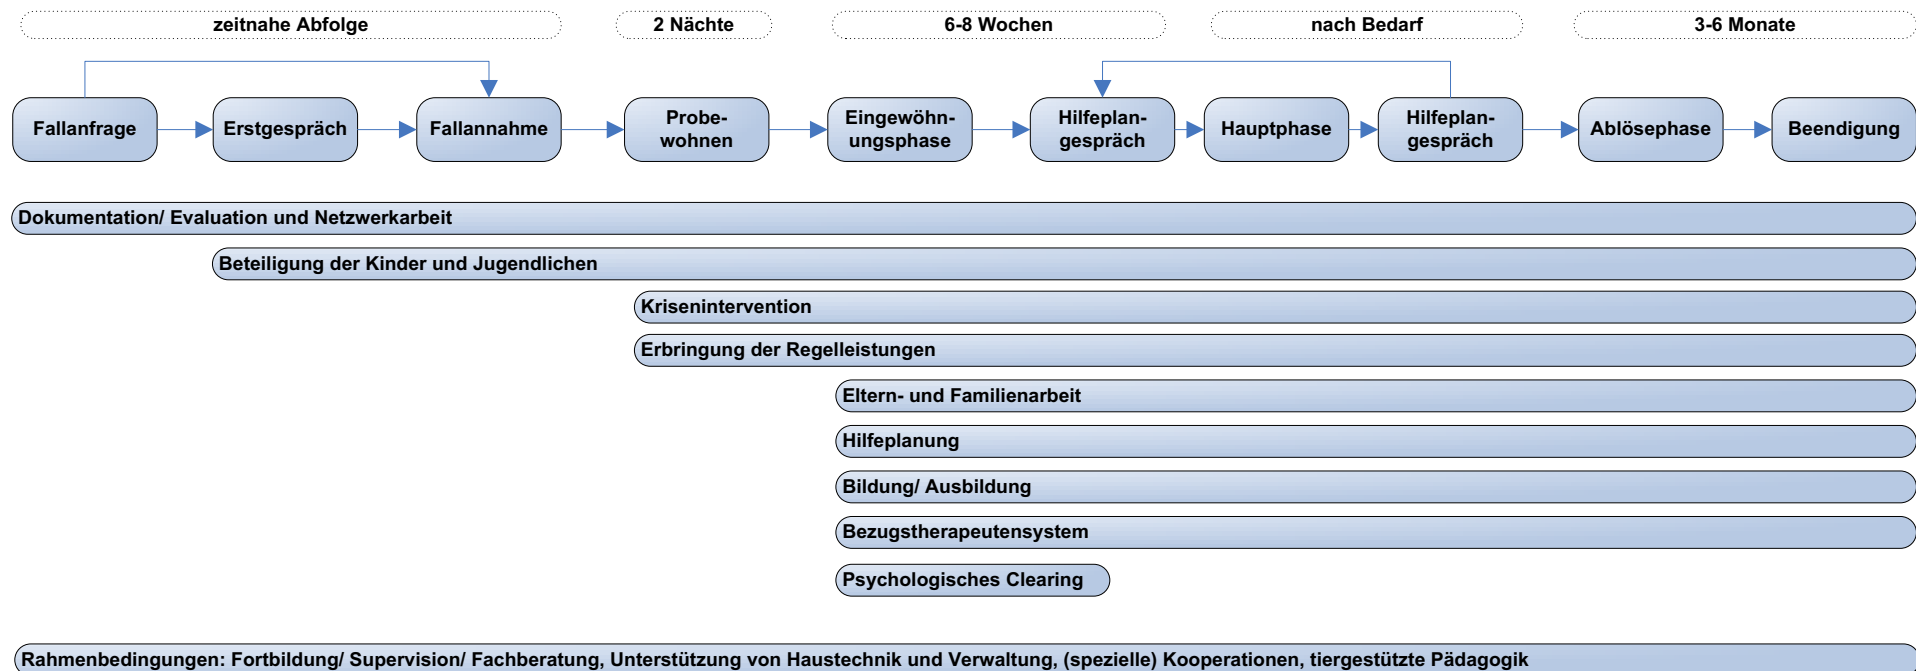 zeitnahe Abfolge
2 Nächte
6-8 Wochen
nach Bedarf
3-6 Monate
Fallanfrage
Erstgespräch
Fallannahme
Probe-
wohnen
Eingewöhn-
ungsphase
Hilfeplan-
gespräch
Hauptphase
Hilfeplan-
gespräch
Ablösephase
Beendigung
Dokumentation/ Evaluation und Netzwerkarbeit
Beteiligung der Kinder und Jugendlichen
Krisenintervention
Erbringung der Regelleistungen
Eltern- und Familienarbeit
Hilfeplanung
Bildung/ Ausbildung
Bezugstherapeutensystem
Psychologisches Clearing
Rahmenbedingungen: Fortbildung/ Supervision/ Fachberatung, Unterstützung von Haustechnik und Verwaltung, (spezielle) Kooperationen, tiergestützte Pädagogik